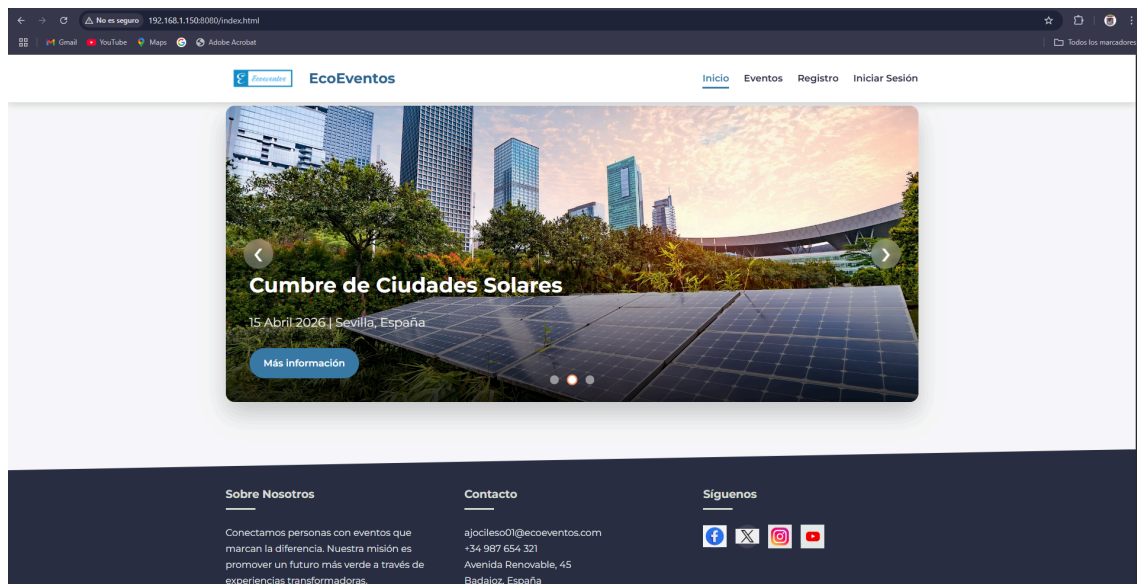 No es seguro 192.168.1.150:8080/index.html
Gmail YouTube Maps Adobe Acrobat Todos los marcadores
Ecoeventos EcoEventos Inicio Eventos Registro Iniciar Sesión
Cumbre de Ciudades Solares
15 Abril 2026 | Sevilla, España
Más información
Sobre Nosotros
Conectamos personas con eventos que
marcan la diferencia. Nuestra misión es
promover un futuro más verde a través de
experiencias transformadoras.
Contacto
ajocileso01@ecoeventos.com
+34 987 654 321
Avenida Renovable, 45
Badajoz, España
Síguenos